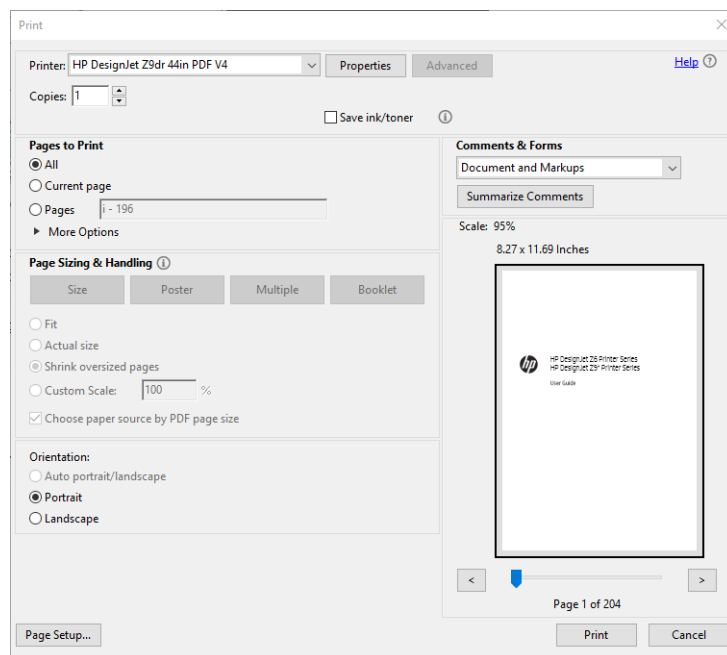 Print
Printer: HP DesignJet Z9dr 44in PDF V4 Properties Advanced Help
Copies: 1
Save ink/toner
Pages to Print
All
Current page
Pages i - 196
More Options
Page Sizing & Handling
Size Poster Multiple Booklet
Fit
Actual size
Shrink oversized pages
Custom Scale: 100 %
Choose paper source by PDF page size
Orientation:
Auto portrait/landscape
Portrait
Landscape
Comments & Forms
Document and Markups
Summarize Comments
Scale: 95%
8.27 x 11.69 Inches
hp
HP DesignJet Z6 Printer Series
HP DesignJet Z9+ Printer Series
User Guide
< >
Page 1 of 204
Page Setup... Print Cancel